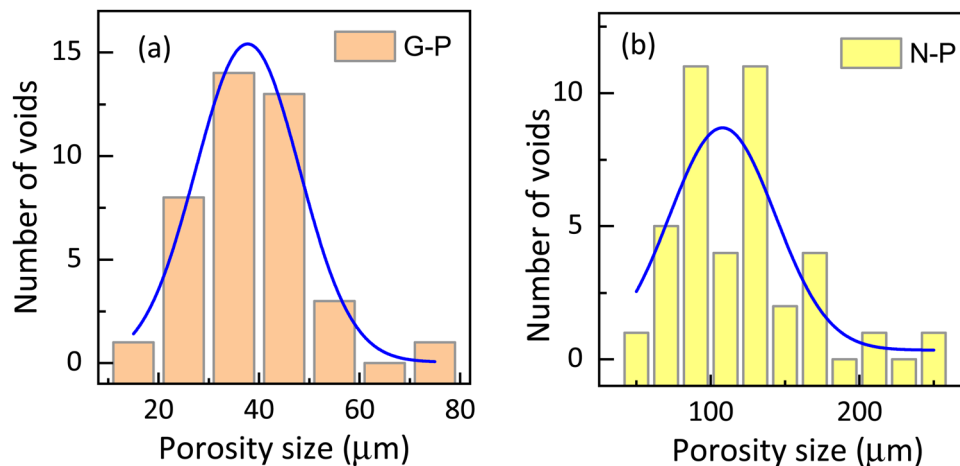 (a)
G-P
15
10
5
0
Number of voids
20 40 60 80
Porosity size (μm)
(b)
N-P
10
5
0
Number of voids
100 200
Porosity size (μm)